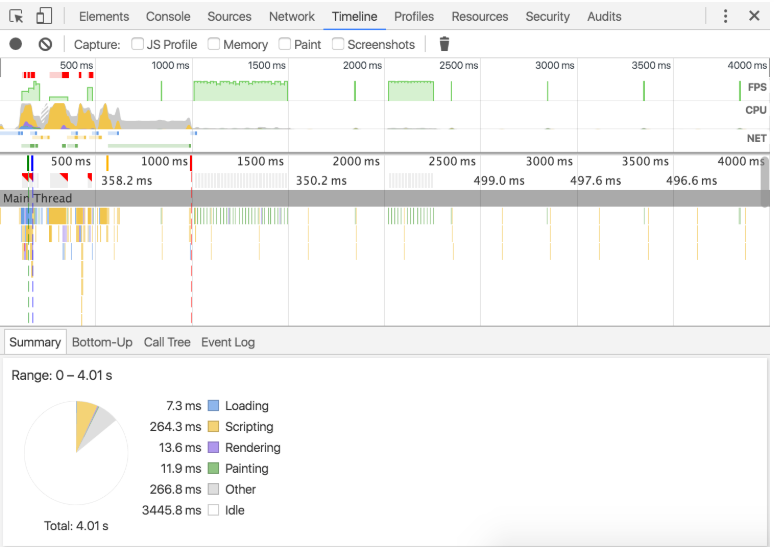 Elements Console Sources Network Timeline Profiles Resources Security Audits
Capture: JS Profile Memory Paint Screenshots
500 ms 1000 ms 1500 ms 2000 ms 2500 ms 3000 ms 3500 ms 4000 ms
FPS
CPU
NET
500 ms 1000 ms 1500 ms 2000 ms 2500 ms 3000 ms 3500 ms 4000 ms
358.2 ms 350.2 ms 499.0 ms 497.6 ms 496.6 ms
Main Thread
Summary Bottom-Up Call Tree Event Log
Range: 0 – 4.01 s
7.3 ms Loading
264.3 ms Scripting
13.6 ms Rendering
11.9 ms Painting
266.8 ms Other
3445.8 ms Idle
Total: 4.01 s